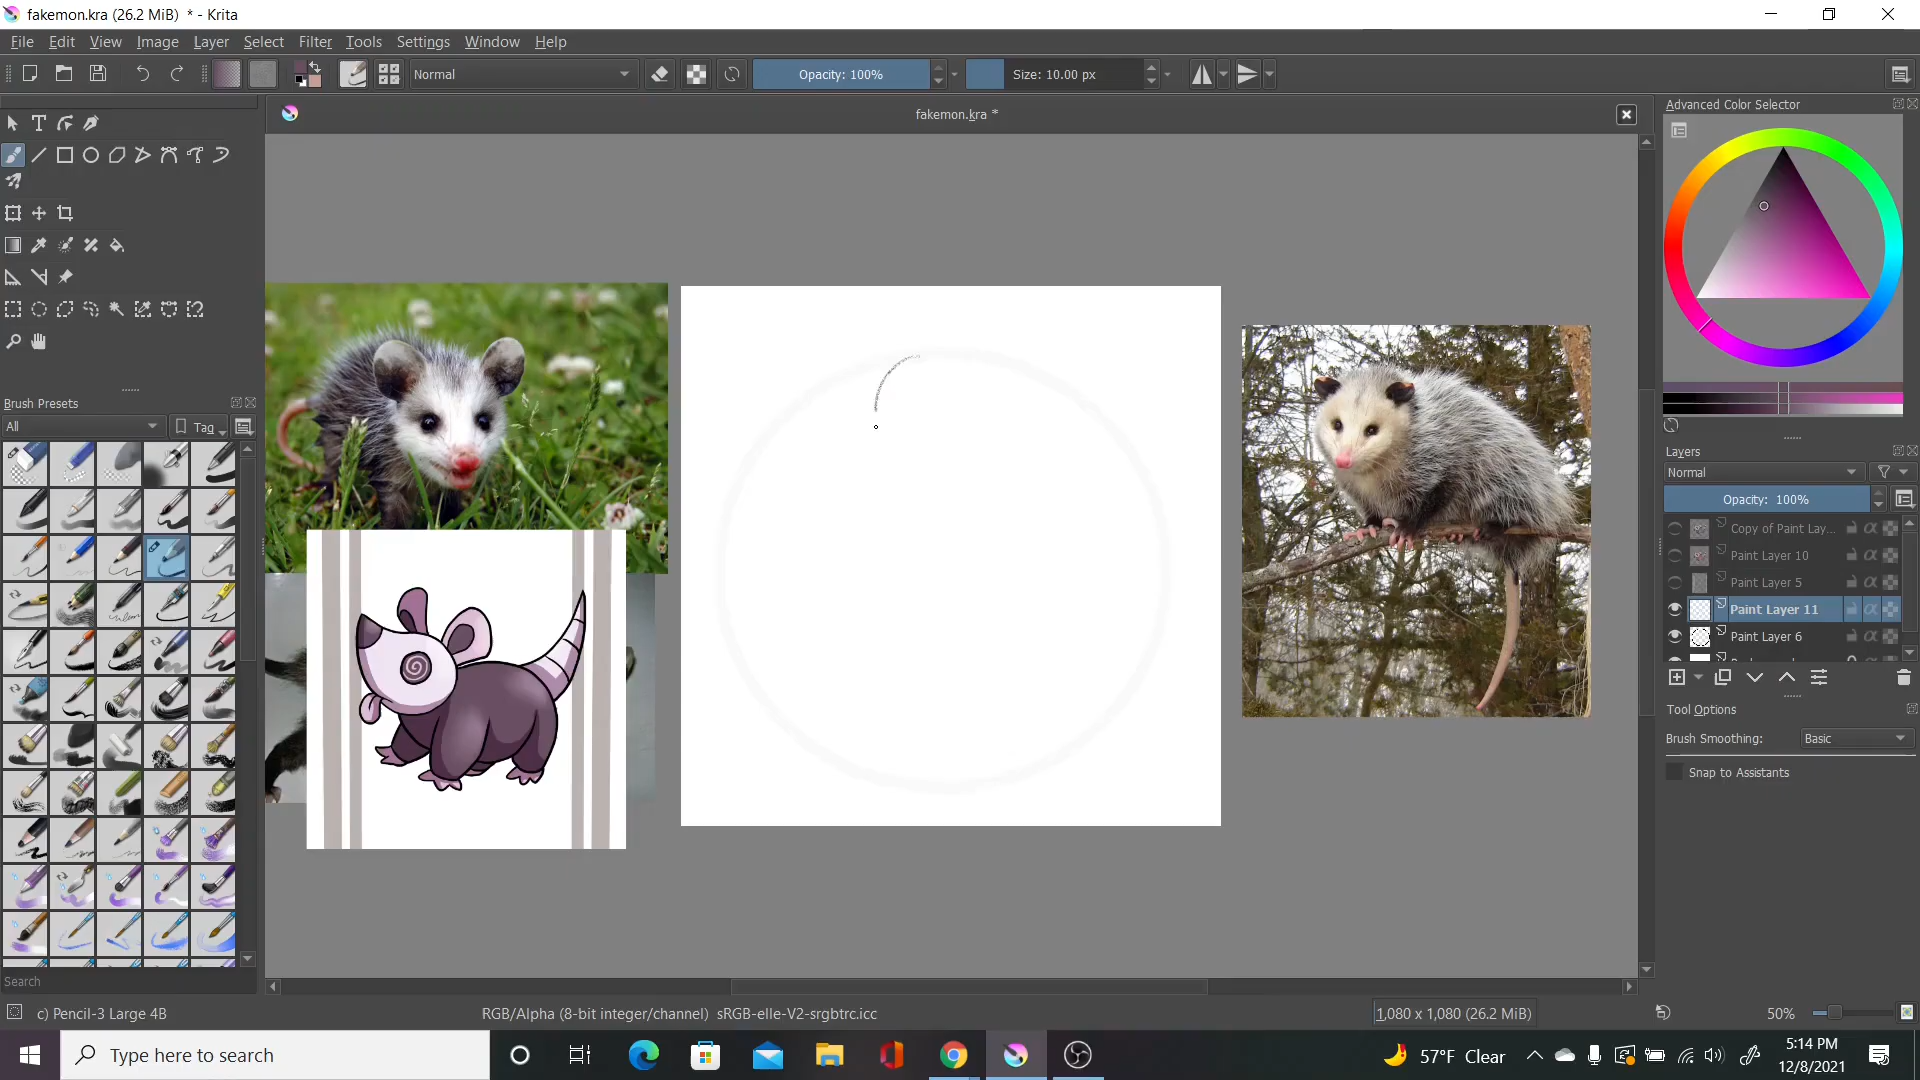 fakemon.kra (26.2 MiB) * - Krita
File Edit View Image Layer Select Filter Tools Settings Window Help
Normal
Opacity: 100%
Size: 10.00 px
fakemon.kra *
Advanced Color Selector
Brush Presets
All
Tag
Layers
Normal
Opacity: 100%
Copy of Paint Lay...
Paint Layer 10
Paint Layer 5
Paint Layer 11
Paint Layer 6
Tool Options
Brush Smoothing: Basic
Snap to Assistants
Search
c) Pencil-3 Large 4B
RGB/Alpha (8-bit integer/channel) sRGB-elle-V2-srgbtrc.icc
1,080 x 1,080 (26.2 MiB)
50%
Type here to search
57°F Clear
5:14 PM
12/8/2021